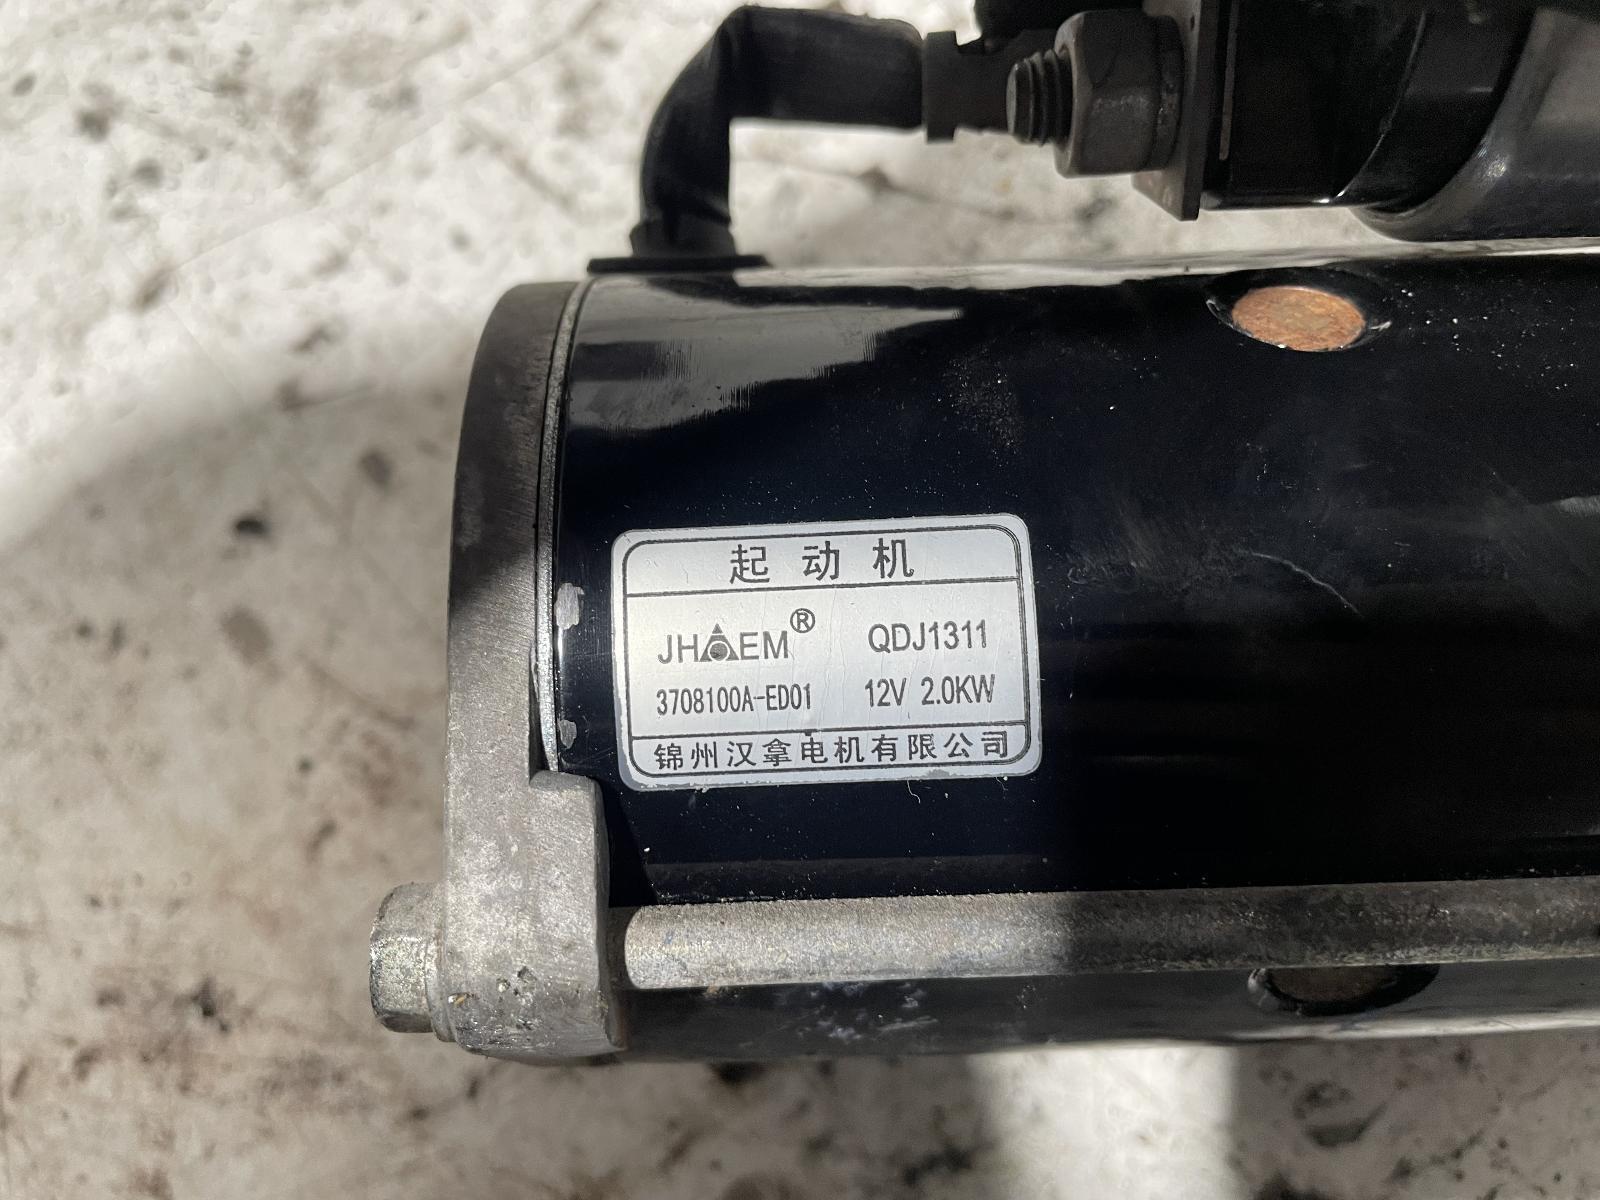 起动机
JHAEM® QDJ1311
3708100A-ED01 12V 2.0KW
锦州汉拿电机有限公司